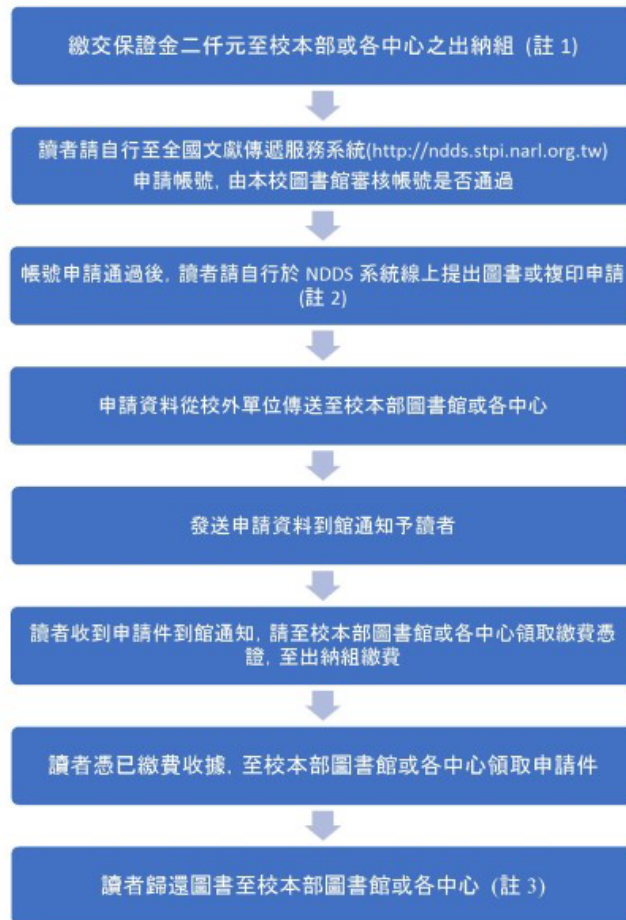 繳交保證金二仟元至校本部或各中心之出納組 (註 1)
讀者請自行至全國文獻傳遞服務系統(http://ndds.stpi.narl.org.tw)
申請帳號, 由本校圖書館審核帳號是否通過
帳號申請通過後, 讀者請自行於 NDDS 系統線上提出圖書或複印申請
(註 2)
申請資料從校外單位傳送至校本部圖書館或各中心
發送申請資料到館通知予讀者
讀者收到申請件到館通知, 請至校本部圖書館或各中心領取繳費憑
證, 至出納組繳費
讀者憑已繳費收據, 至校本部圖書館或各中心領取申請件
讀者歸還圖書至校本部圖書館或各中心 (註 3)